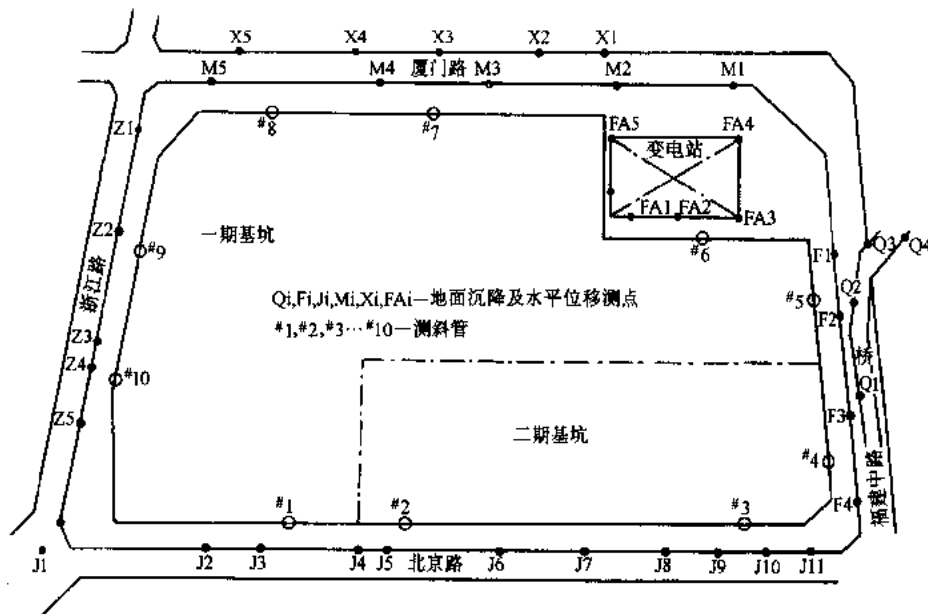 X5 X4 X3 X2 X1
厦门路
M5 M4 M3 M2 M1
Z1
#8 #7
FA5 FA4
变电站
FA1 FA2 FA3
Z2
#9
一期基坑
#6
F1 Q3 Q4
浙江路
Qi,Fi,Ji,Mi,Xi,FAi—地面沉降及水平位移测点
#5 Q2
F2
#1,#2,#3…#10—测斜管
Z3
Z4
#10
桥
Q1
Z5
F3
二期基坑
#4
福建中路
F4
#1 #2 #3
J1 J2 J3 J4 J5 北京路 J6 J7 J8 J9 J10 J11